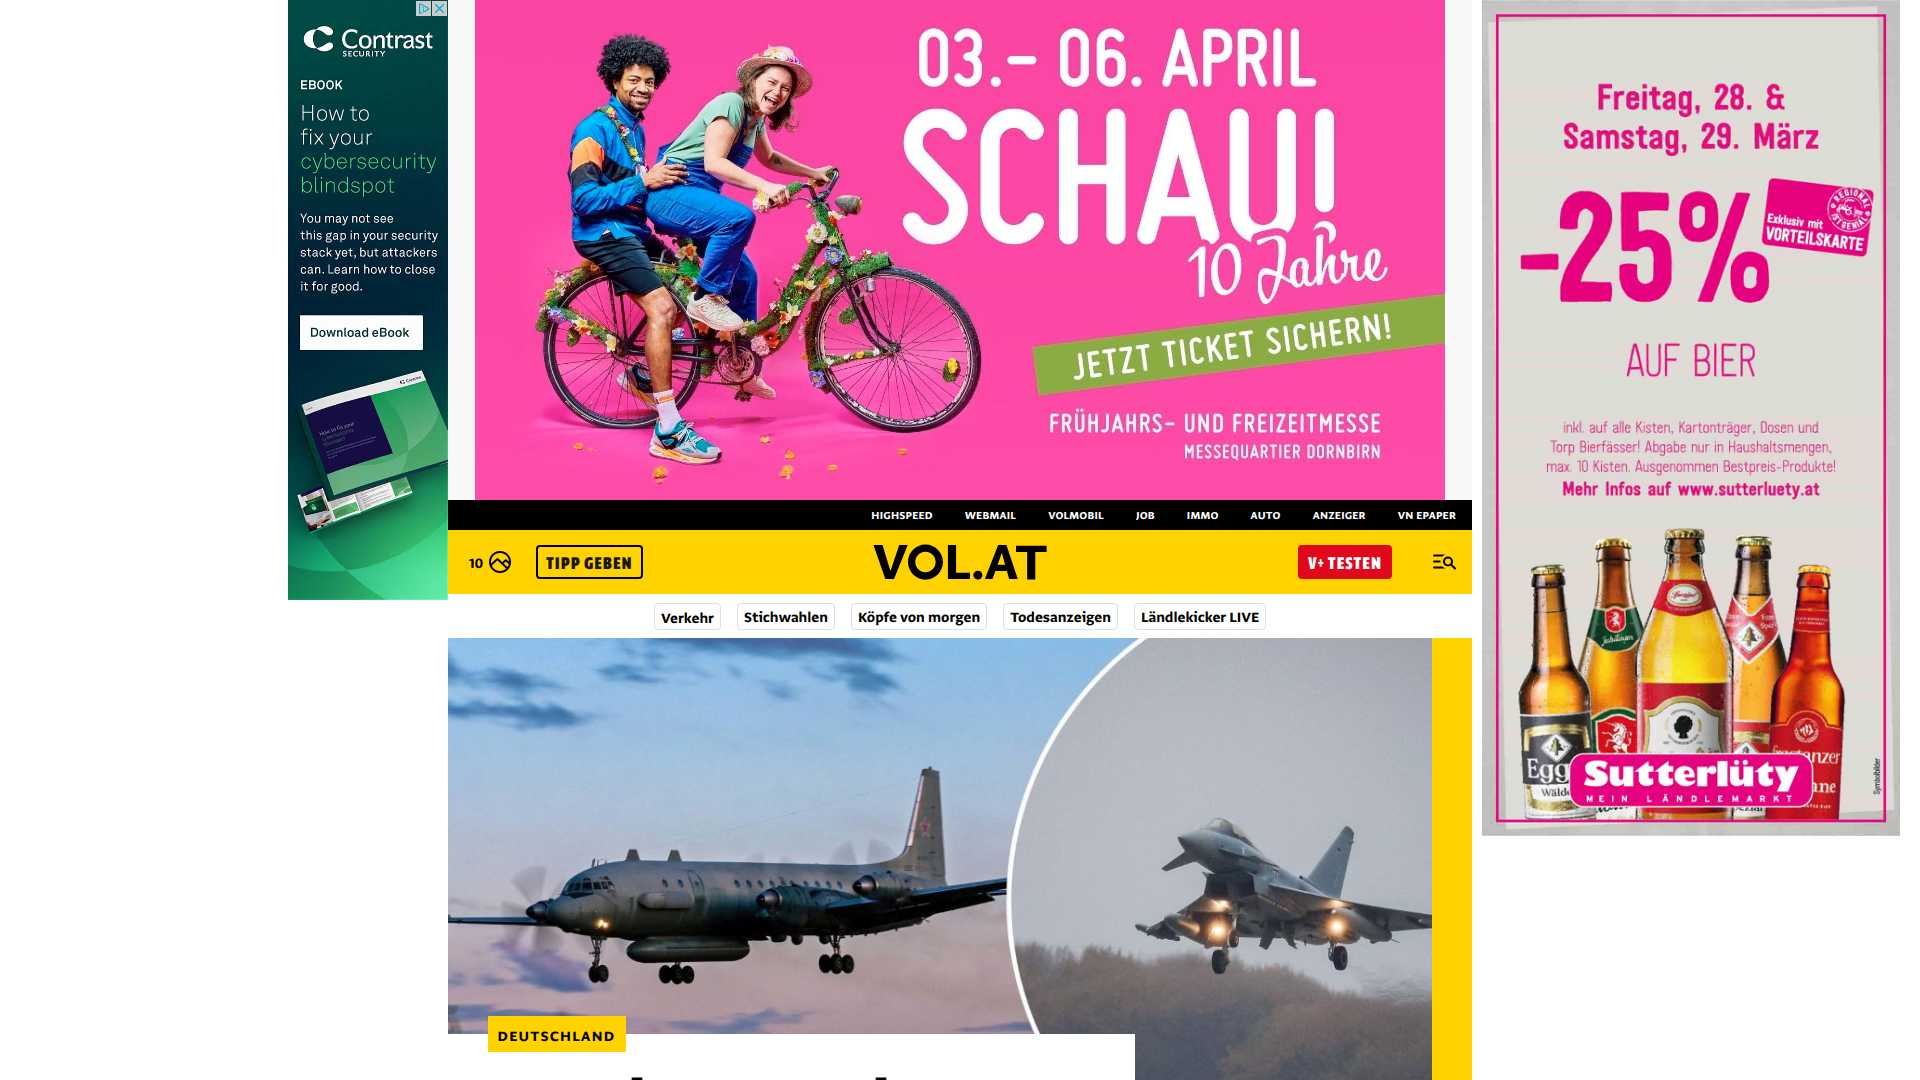 Contrast
SECURITY
EBOOK
How to
fix your
cybersecurity
blindspot
You may not see
this gap in your security
stack yet, but attackers
can. Learn how to close
it for good.
Download eBook
03.– 06. APRIL
SCHAU!
10 Jahre
JETZT TICKET SICHERN!
FRÜHJAHRS– UND FREIZEITMESSE
MESSEQUARTIER DORNBIRN
Freitag, 28. &
Samstag, 29. März
-25%
REGIONAL
IST GENIAL
Exklusiv mit
VORTEILSKARTE
AUF BIER
inkl. auf alle Kisten, Kartonträger, Dosen und
Torp Bierfässer! Abgabe nur in Haushaltsmengen,
max. 10 Kisten. Ausgenommen Bestpreis-Produkte!
Mehr Infos auf www.sutterluety.at
Sutterlüty
MEIN LÄNDLEMARKT
Symbolbilder
HIGHSPEED WEBMAIL VOLMOBIL JOB IMMO AUTO ANZEIGER VN EPAPER
10 TIPP GEBEN VOL.AT V+ TESTEN
Verkehr Stichwahlen Köpfe von morgen Todesanzeigen Ländlekicker LIVE
DEUTSCHLAND